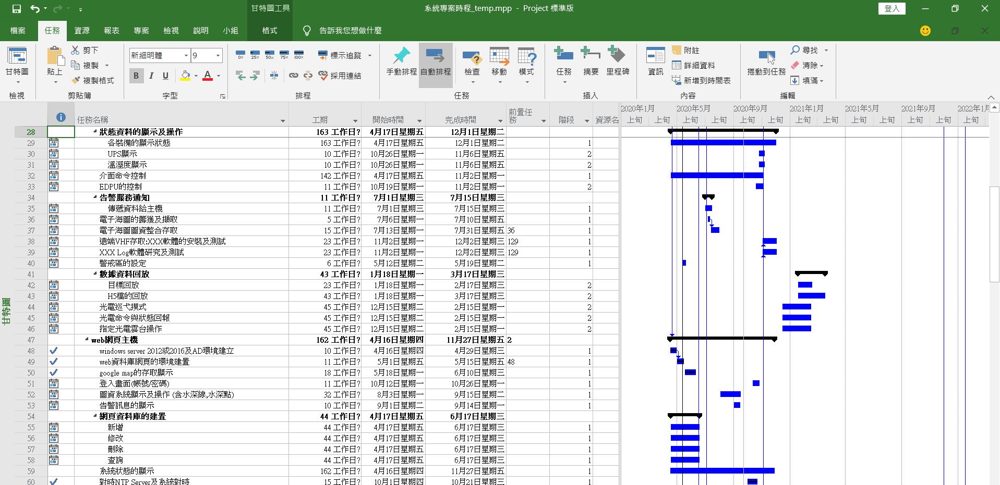 甘特圖工具
系統專案時程_temp.mpp - Project 標準版
登入
檔案 任務 資源 報表 專案 檢視 說明 小組 格式 告訴我您想做什麼
甘特圖
檢視
貼上
剪下
複製
複製格式
剪貼簿
新細明體 9
B I U A
字型
0% 25% 50% 75% 100%
標示追蹤
採用連結
排程
手動排程 自動排程 檢查 移動 模式
任務
任務 摘要 里程碑
插入
資訊
附註
詳細資料
新增到時間表
內容
捲動到任務
尋找
清除
填滿
編輯
任務名稱 工期 開始時間 完成時間 前置任務 階段 資源名
2020年1月 2020年5月 2020年9月 2021年1月 2021年5月 2021年9月 2022年1月
上旬 上旬 上旬 上旬 上旬 上旬 上旬 上旬 上旬 上旬 上旬 上旬 上旬
甘特圖
28 狀態資料的顯示及操作 163 工作日? 4月17日星期五 12月1日星期二
29 各裝備的顯示狀態 163 工作日? 4月17日星期五 12月1日星期二 1
30 UPS顯示 10 工作日? 10月26日星期一 11月6日星期五 2
31 溫溼度顯示 10 工作日? 10月26日星期一 11月6日星期五 2
32 介面命令控制 142 工作日? 4月17日星期五 11月2日星期一 1
33 EDPU的控制 11 工作日? 10月19日星期一 11月2日星期一 2
34 告警服務通知 11 工作日? 7月1日星期三 7月15日星期三
35 傳遞資料給主機 11 工作日? 7月1日星期三 7月15日星期三 1
36 電子海圖的籌獲及擷取 5 工作日? 7月6日星期一 7月10日星期五 1
37 電子海圖圖資整合存取 15 工作日? 7月13日星期一 7月31日星期五 36 1
38 遠端VHF存取:XXX軟體的安裝及測試 23 工作日? 11月2日星期一 12月2日星期三 129 1
39 XXX Log軟體研究及測試 23 工作日? 11月2日星期一 12月2日星期三 129 1
40 警戒區的設定 6 工作日? 5月12日星期二 5月19日星期二 1
41 數據資料回放 43 工作日? 1月18日星期一 3月17日星期三
42 目標回放 23 工作日? 1月18日星期一 2月17日星期三 2
43 H5檔的回放 43 工作日? 1月18日星期一 3月17日星期三 2
44 光電巡弋摸式 45 工作日? 12月15日星期二 2月15日星期一 2
45 光電命令與狀態回報 45 工作日? 12月15日星期二 2月15日星期一 2
46 指定光電雲台操作 45 工作日? 12月15日星期二 2月15日星期一 2
47 web網頁主機 162 工作日? 4月16日星期四 11月27日星期五 2
48 windows server 2012或2016及AD環境建立 10 工作日? 4月16日星期四 4月29日星期三 1
49 web資料庫網頁的環境建置 11 工作日? 5月1日星期五 5月15日星期五 48 1
50 google map的存取顯示 18 工作日? 5月18日星期一 6月10日星期三 1
51 登入畫面(帳號/密碼) 11 工作日? 10月12日星期一 10月26日星期一 1
52 圖資系統顯示及操作 (含水深線,水深點) 32 工作日? 8月3日星期一 9月15日星期二 1
53 告警訊息的顯示 10 工作日? 9月1日星期二 9月14日星期一 1
54 網頁資料庫的建置 44 工作日? 4月17日星期五 6月17日星期三
55 新增 44 工作日? 4月17日星期五 6月17日星期三 1
56 修改 44 工作日? 4月17日星期五 6月17日星期三 1
57 刪除 44 工作日? 4月17日星期五 6月17日星期三 1
58 查詢 44 工作日? 4月17日星期五 6月17日星期三 1
59 系統狀態的顯示 162 工作日? 4月16日星期四 11月27日星期五 1
60 對時NTP Server及系統對時 15 工作日? 10月1日星期四 10月21日星期三 1